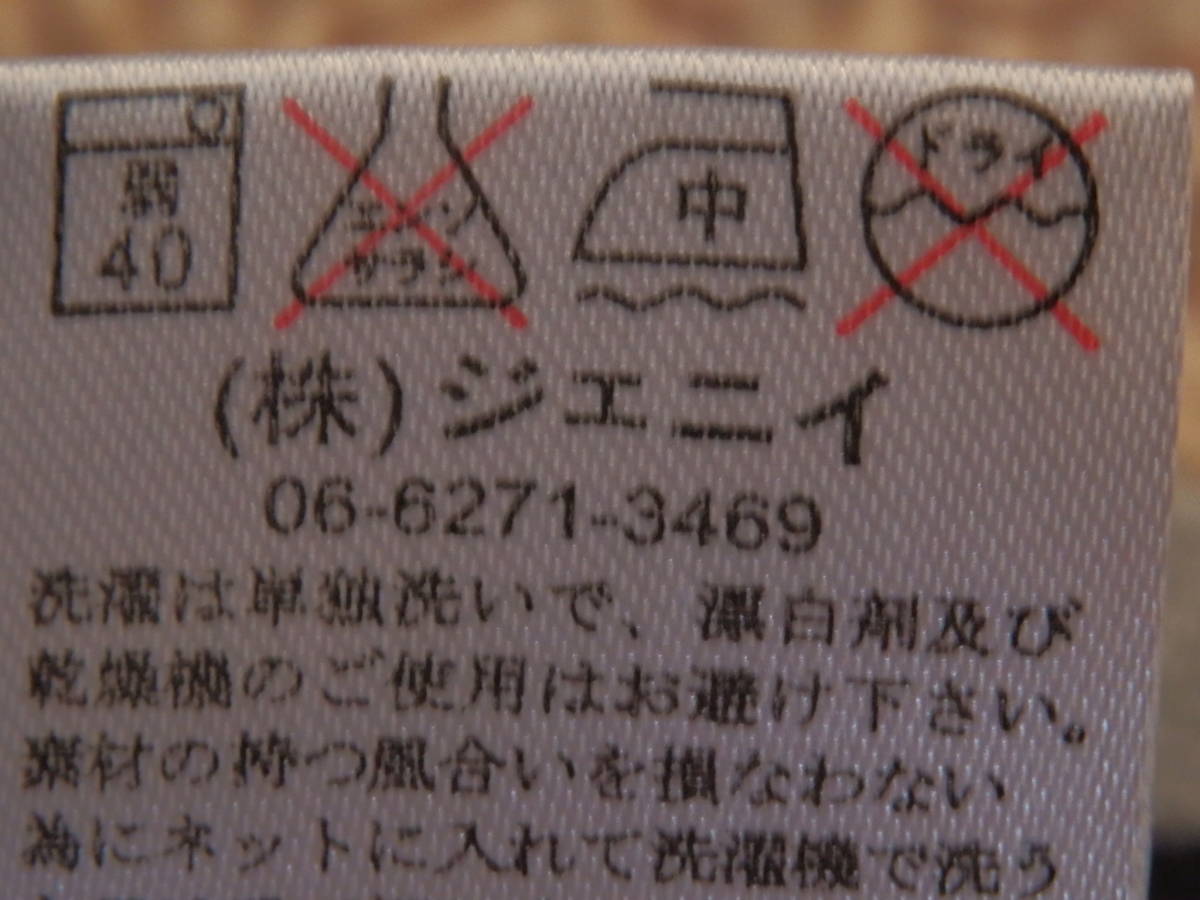 弱 エンソ 中 ドライ
40 サラシ
(株)ジェニイ
06-6271-3469
洗濯は単独洗いで、漂白剤及び
乾燥機のご使用はお避け下さい。
素材の持つ風合いを損なわない
為にネットに入れて洗濯機で洗う